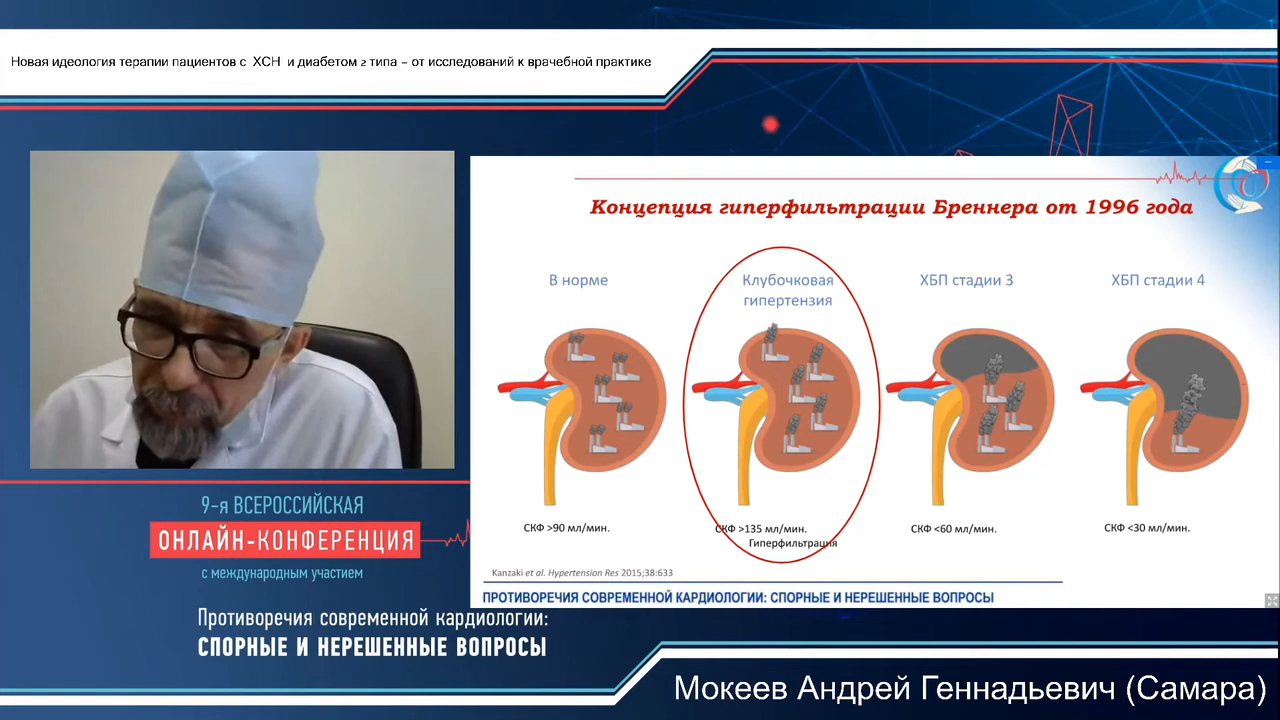 Новая идеология терапии пациентов с ХСН и диабетом 2 типа – от исследований к врачебной практике
Концепция гиперфильтрации Бреннера от 1996 года
В норме
Клубочковая
гипертензия
ХБП стадии 3
ХБП стадии 4
СКФ >90 мл/мин.
СКФ >135 мл/мин.
Гиперфильтрация
СКФ <60 мл/мин.
СКФ <30 мл/мин.
Kanzaki et al. Hypertension Res 2015;38:633
ПРОТИВОРЕЧИЯ СОВРЕМЕННОЙ КАРДИОЛОГИИ: СПОРНЫЕ И НЕРЕШЕННЫЕ ВОПРОСЫ
9-я ВСЕРОССИЙСКАЯ
ОНЛАЙН-КОНФЕРЕНЦИЯ
с международным участием
Противоречия современной кардиологии:
СПОРНЫЕ И НЕРЕШЕННЫЕ ВОПРОСЫ
Мокеев Андрей Геннадьевич (Самара)